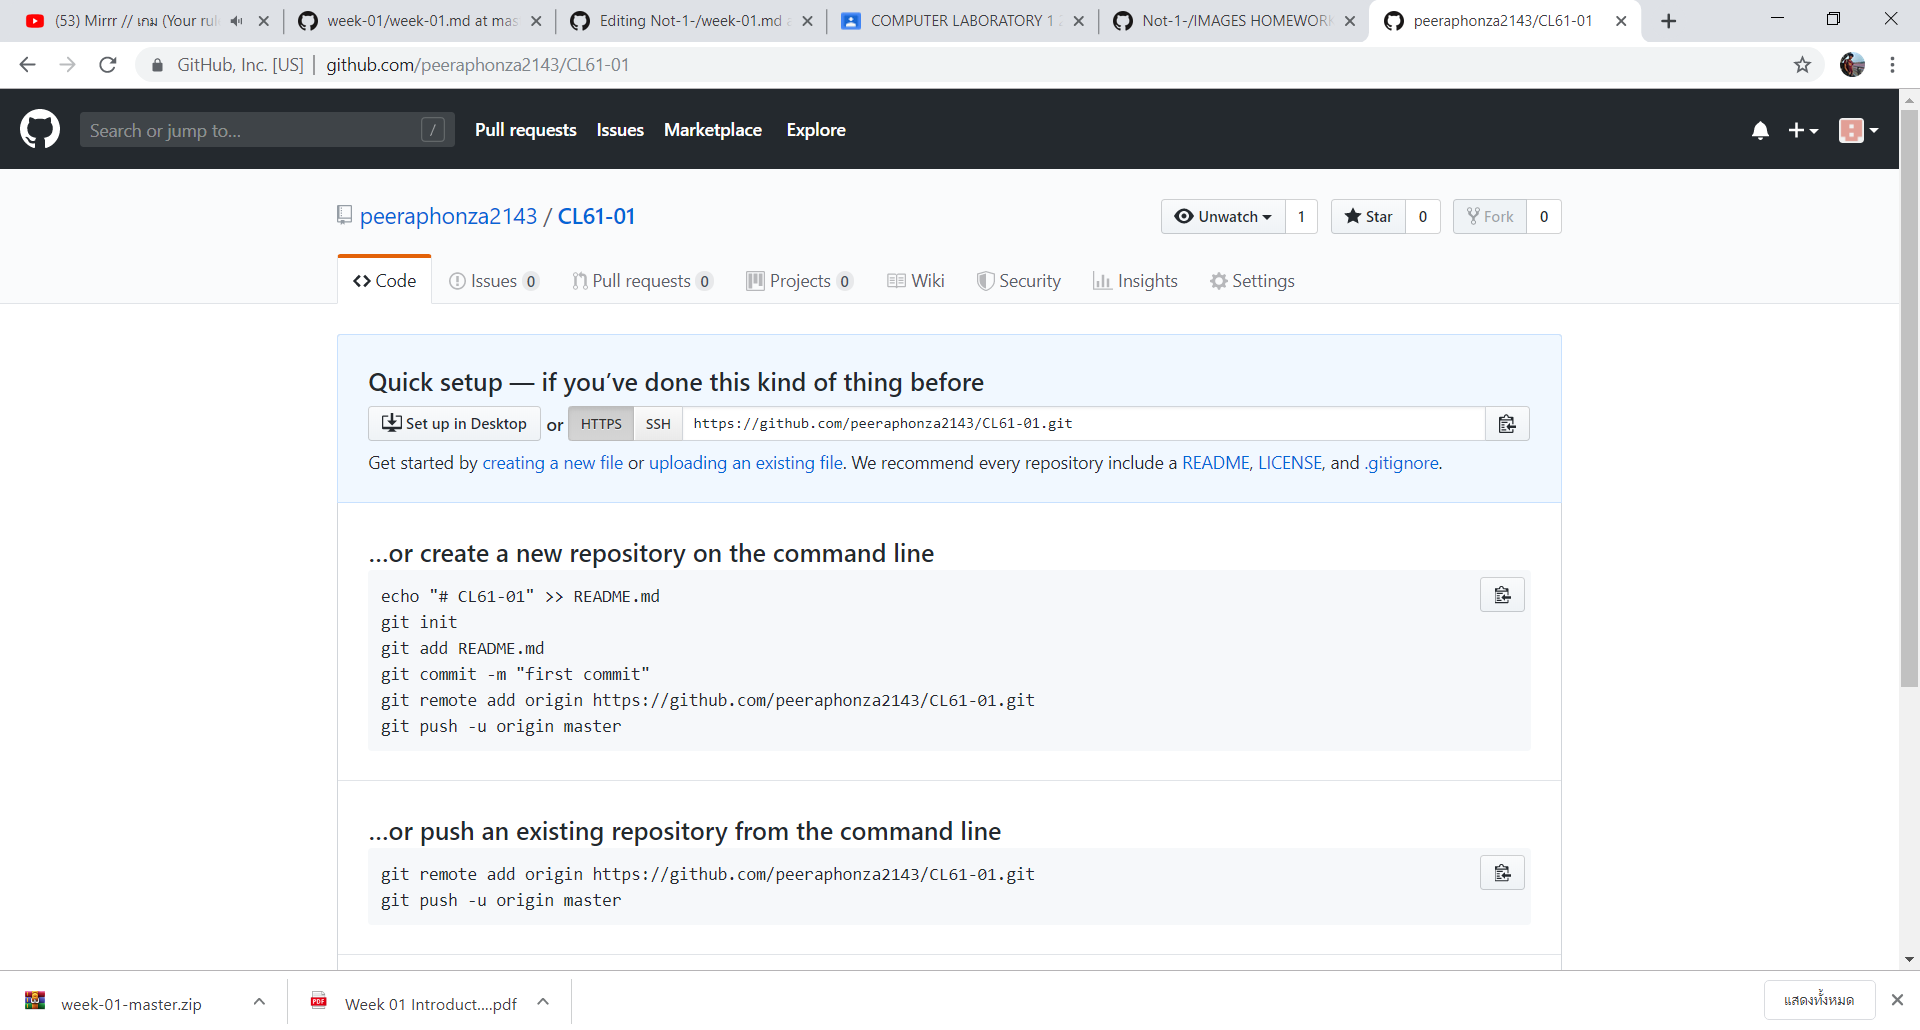 (53) Mirrr // เกม (Your rul
week-01/week-01.md at mas
Editing Not-1-/week-01.md a
COMPUTER LABORATORY 1 2
Not-1-/IMAGES HOMEWORK
peeraphonza2143/CL61-01
GitHub, Inc. [US] | github.com/peeraphonza2143/CL61-01
Search or jump to...
/
Pull requests
Issues
Marketplace
Explore
peeraphonza2143 / CL61-01
Unwatch 1
Star 0
Fork 0
Code
Issues 0
Pull requests 0
Projects 0
Wiki
Security
Insights
Settings
Quick setup — if you’ve done this kind of thing before
Set up in Desktop or HTTPS SSH https://github.com/peeraphonza2143/CL61-01.git
Get started by creating a new file or uploading an existing file. We recommend every repository include a README, LICENSE, and .gitignore.
…or create a new repository on the command line
echo "# CL61-01" >> README.md
git init
git add README.md
git commit -m "first commit"
git remote add origin https://github.com/peeraphonza2143/CL61-01.git
git push -u origin master
…or push an existing repository from the command line
git remote add origin https://github.com/peeraphonza2143/CL61-01.git
git push -u origin master
week-01-master.zip
PDF
Week 01 Introduct....pdf
แสดงทั้งหมด